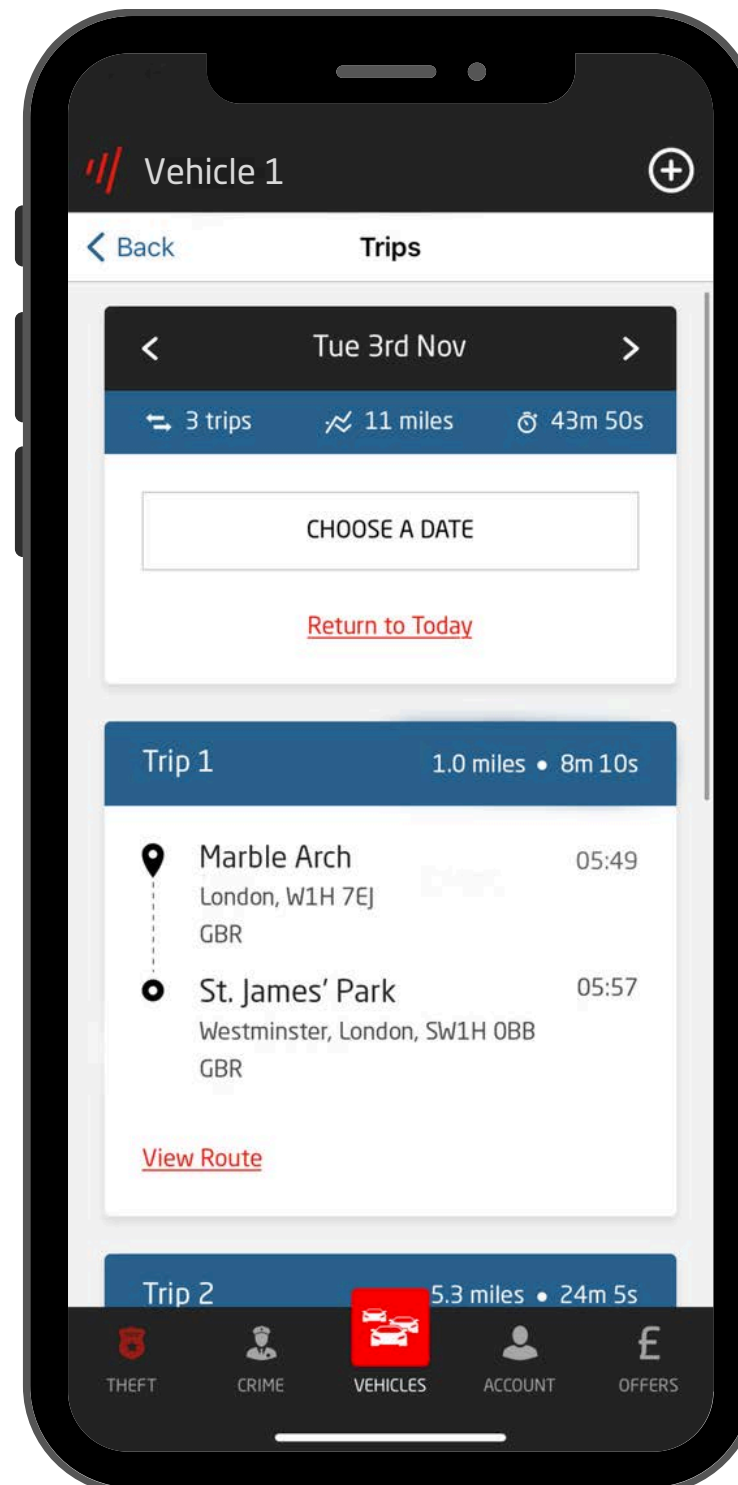 Vehicle 1
Back Trips
Tue 3rd Nov
3 trips 11 miles 43m 50s
CHOOSE A DATE
Return to Today
Trip 1 1.0 miles • 8m 10s
Marble Arch 05:49
London, W1H 7EJ
GBR
St. James' Park 05:57
Westminster, London, SW1H 0BB
GBR
View Route
Trip 2 5.3 miles • 24m 5s
THEFT CRIME VEHICLES ACCOUNT £ OFFERS